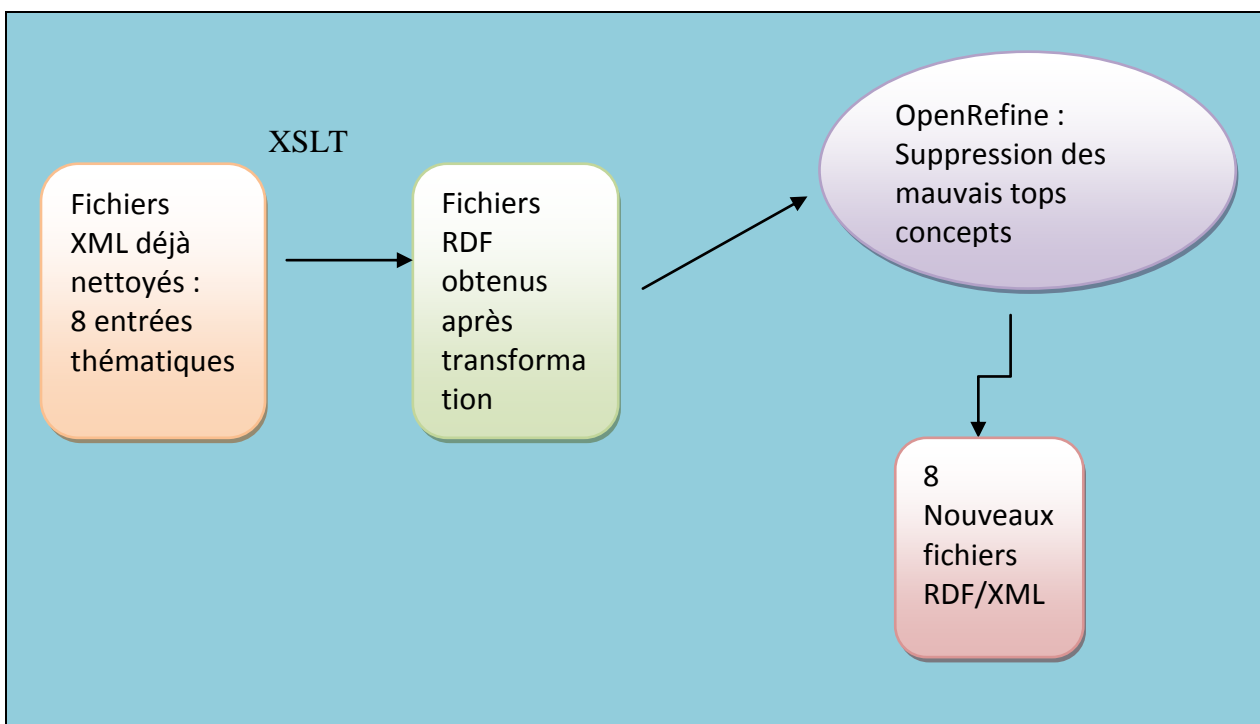 XSLT
Fichiers
XML déjà
nettoyés :
8 entrées
thématiques
Fichiers
RDF
obtenus
après
transforma
tion
OpenRefine :
Suppression des
mauvais tops
concepts
8
Nouveaux
fichiers
RDF/XML